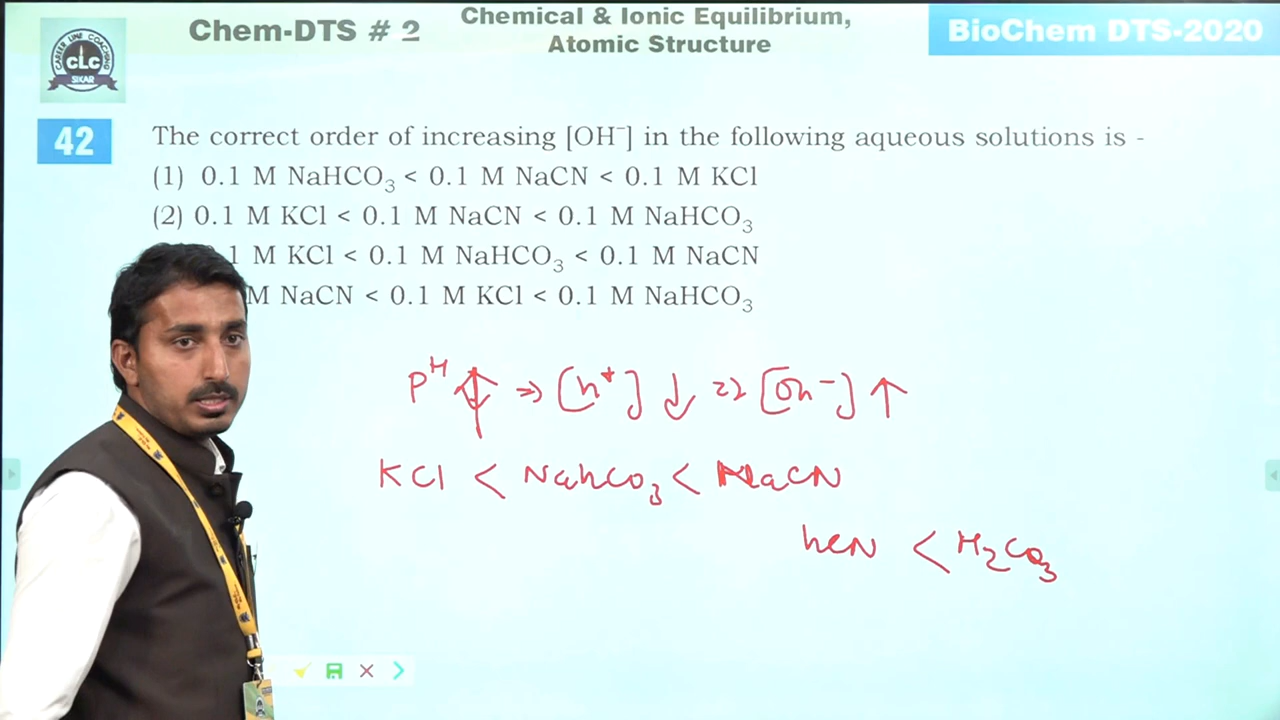 Chem-DTS # 2
Chemical & Ionic Equilibrium,
Atomic Structure
BioChem DTS-2020
CAREER LINE COACHING
CLC
SIKAR
42
The correct order of increasing [OH⁻] in the following aqueous solutions is -
(1) 0.1 M NaHCO₃ < 0.1 M NaCN < 0.1 M KCl
(2) 0.1 M KCl < 0.1 M NaCN < 0.1 M NaHCO₃
.1 M KCl < 0.1 M NaHCO₃ < 0.1 M NaCN
M NaCN < 0.1 M KCl < 0.1 M NaHCO₃
Pᴴ ↑ ⇒ [h⁺] ↓ ⇒ [Oh⁻] ↑
KCl < NahCO₃ < NaCN
hCN < H₂CO₃